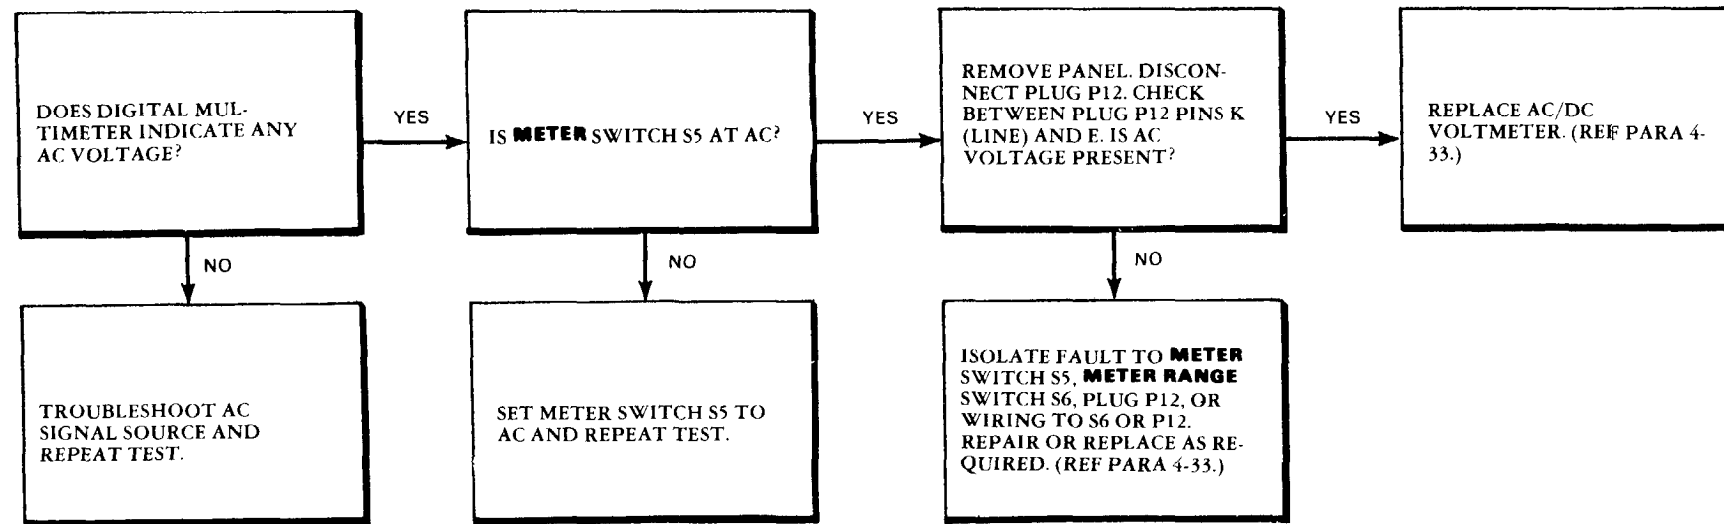 DOES DIGITAL MUL-
TIMETER INDICATE ANY
AC VOLTAGE?
YES
IS METER SWITCH S5 AT AC?
YES
REMOVE PANEL. DISCON-
NECT PLUG P12. CHECK
BETWEEN PLUG P12 PINS K
(LINE) AND E. IS AC
VOLTAGE PRESENT?
YES
REPLACE AC/DC
VOLTMETER. (REF PARA 4-
33.)
NO
NO
NO
TROUBLESHOOT AC
SIGNAL SOURCE AND
REPEAT TEST.
SET METER SWITCH S5 TO
AC AND REPEAT TEST.
ISOLATE FAULT TO METER
SWITCH S5, METER RANGE
SWITCH S6, PLUG P12, OR
WIRING TO S6 OR P12.
REPAIR OR REPLACE AS RE-
QUIRED. (REF PARA 4-33.)